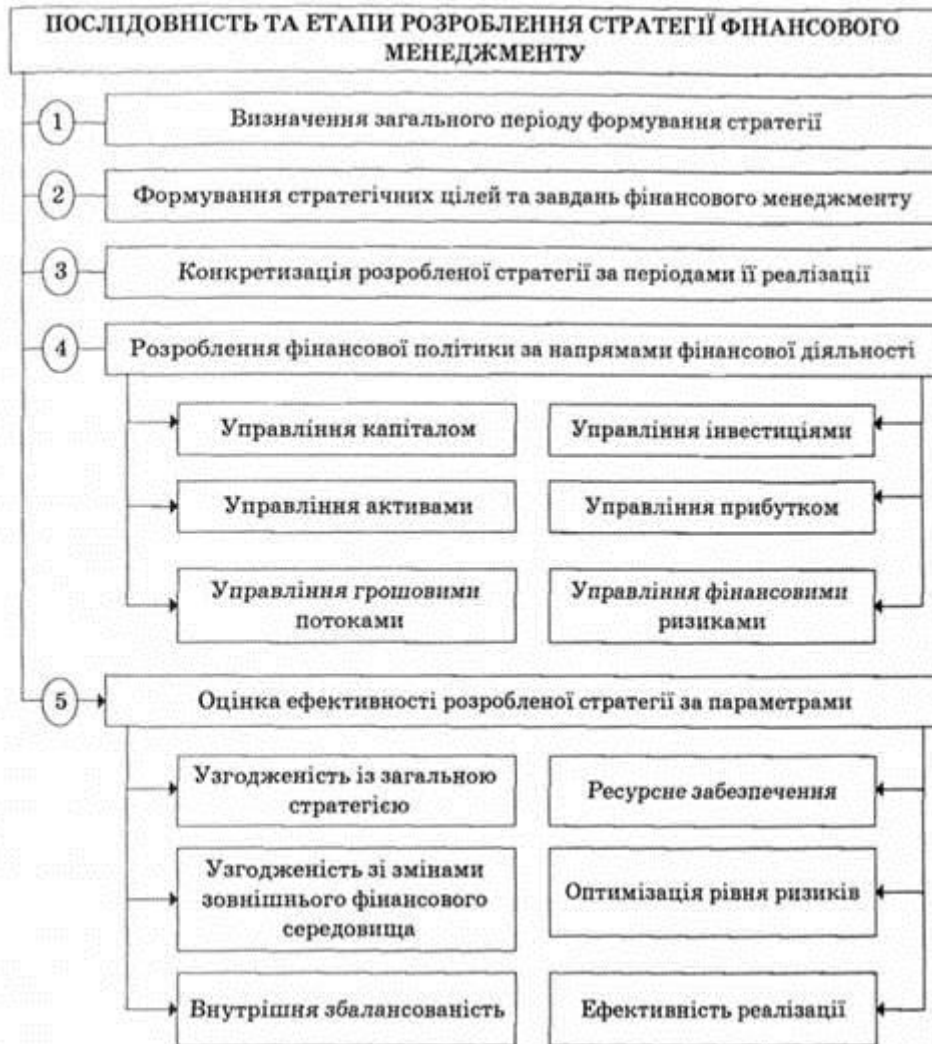 ПОСЛІДОВНІСТЬ ТА ЕТАПИ РОЗРОБЛЕННЯ СТРАТЕГІЇ ФІНАНСОВОГО
МЕНЕДЖМЕНТУ
1
Визначення загального періоду формування стратегії
2
Формування стратегічних цілей та завдань фінансового менеджменту
3
Конкретизація розробленої стратегії за періодами її реалізації
4
Розроблення фінансової політики за напрямами фінансової діяльності
Управління капіталом
Управління інвестиціями
Управління активами
Управління прибутком
Управління грошовими
потоками
Управління фінансовими
ризиками
5
Оцінка ефективності розробленої стратегії за параметрами
Узгодженість із загальною
стратегією
Ресурсне забезпечення
Узгодженість зі змінами
зовнішнього фінансового
середовища
Оптимізація рівня ризиків
Внутрішня збалансованість
Ефективність реалізації